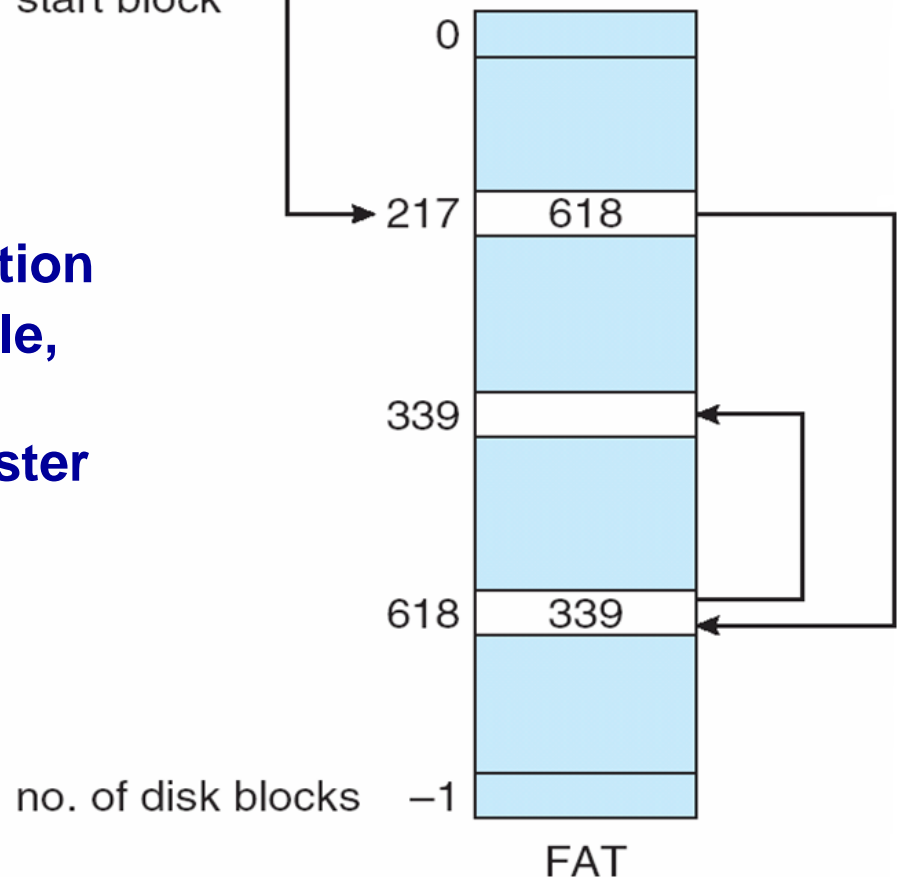 start block
0
217 618
tion
le,
339
ster
618 339
no. of disk blocks –1
FAT